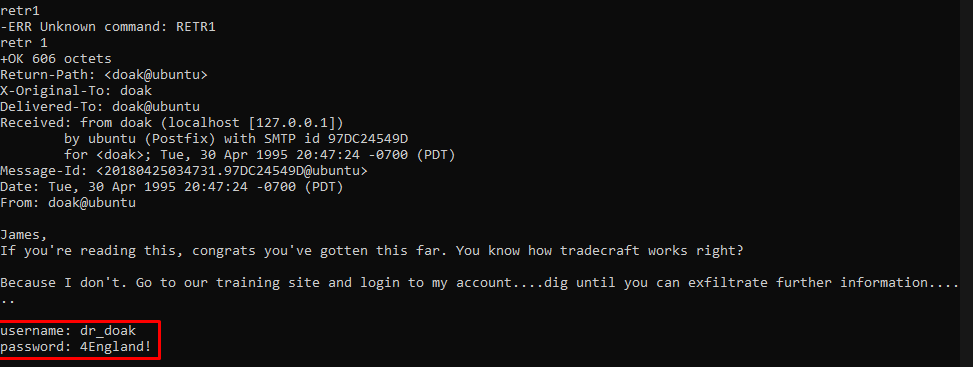 retr1
-ERR Unknown command: RETR1
retr 1
+OK 606 octets
Return-Path: <doak@ubuntu>
X-Original-To: doak
Delivered-To: doak@ubuntu
Received: from doak (localhost [127.0.0.1])
        by ubuntu (Postfix) with SMTP id 97DC24549D
        for <doak>; Tue, 30 Apr 1995 20:47:24 -0700 (PDT)
Message-Id: <20180425034731.97DC24549D@ubuntu>
Date: Tue, 30 Apr 1995 20:47:24 -0700 (PDT)
From: doak@ubuntu

James,
If you're reading this, congrats you've gotten this far. You know how tradecraft works right?

Because I don't. Go to our training site and login to my account....dig until you can exfiltrate further information....
..

username: dr_doak
password: 4England!